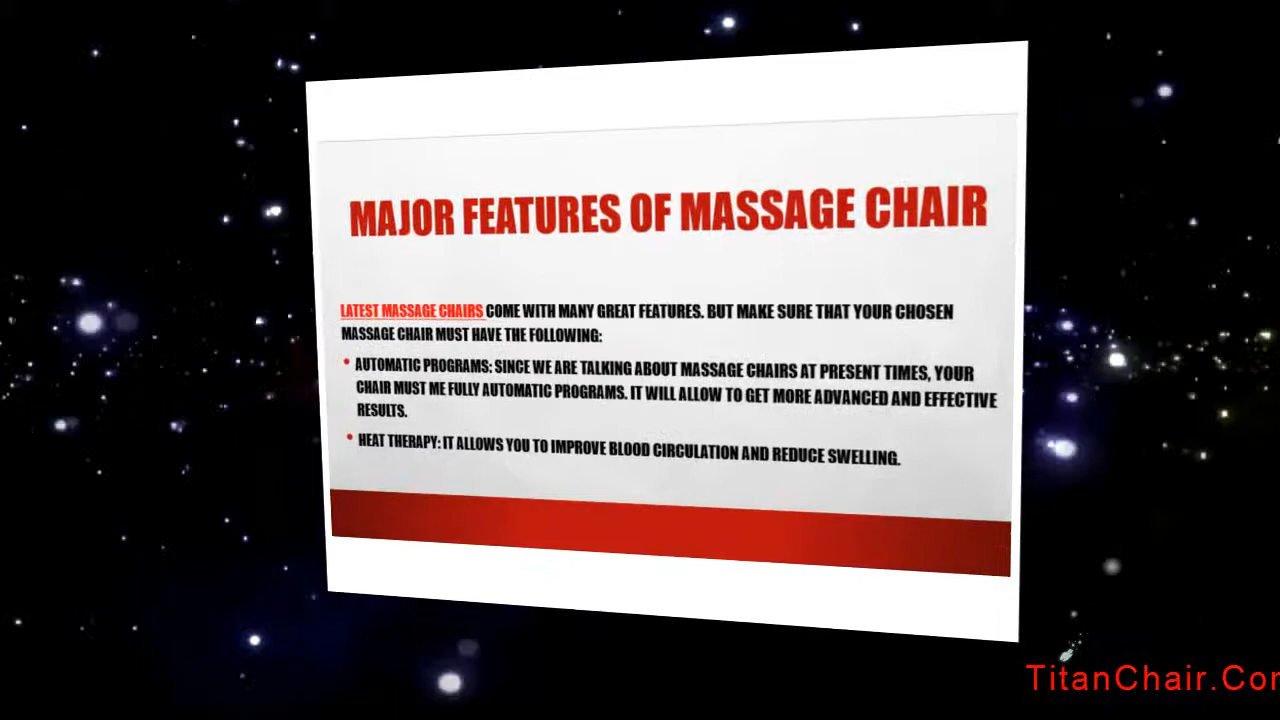 MAJOR FEATURES OF MASSAGE CHAIR
LATEST MASSAGE CHAIRS COME WITH MANY GREAT FEATURES. BUT MAKE SURE THAT YOUR CHOSEN
MASSAGE CHAIR MUST HAVE THE FOLLOWING:
• AUTOMATIC PROGRAMS: SINCE WE ARE TALKING ABOUT MASSAGE CHAIRS AT PRESENT TIMES, YOUR
CHAIR MUST ME FULLY AUTOMATIC PROGRAMS. IT WILL ALLOW TO GET MORE ADVANCED AND EFFECTIVE
RESULTS.
• HEAT THERAPY: IT ALLOWS YOU TO IMPROVE BLOOD CIRCULATION AND REDUCE SWELLING.
TitanChair.Cor